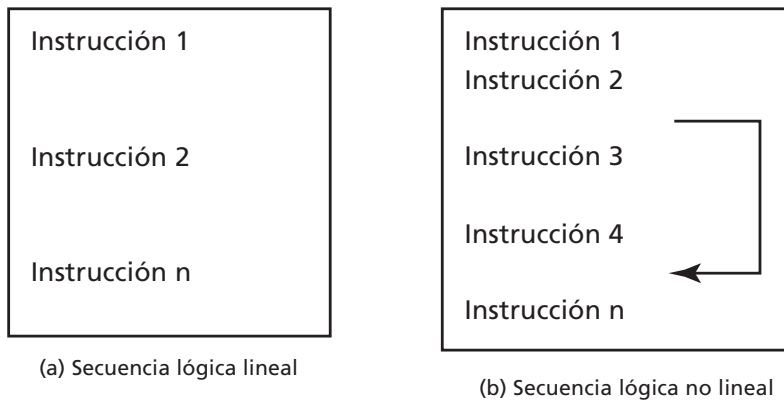 Instrucción 1
Instrucción 2
Instrucción n
(a) Secuencia lógica lineal
Instrucción 1
Instrucción 2
Instrucción 3
Instrucción 4
Instrucción n
(b) Secuencia lógica no lineal